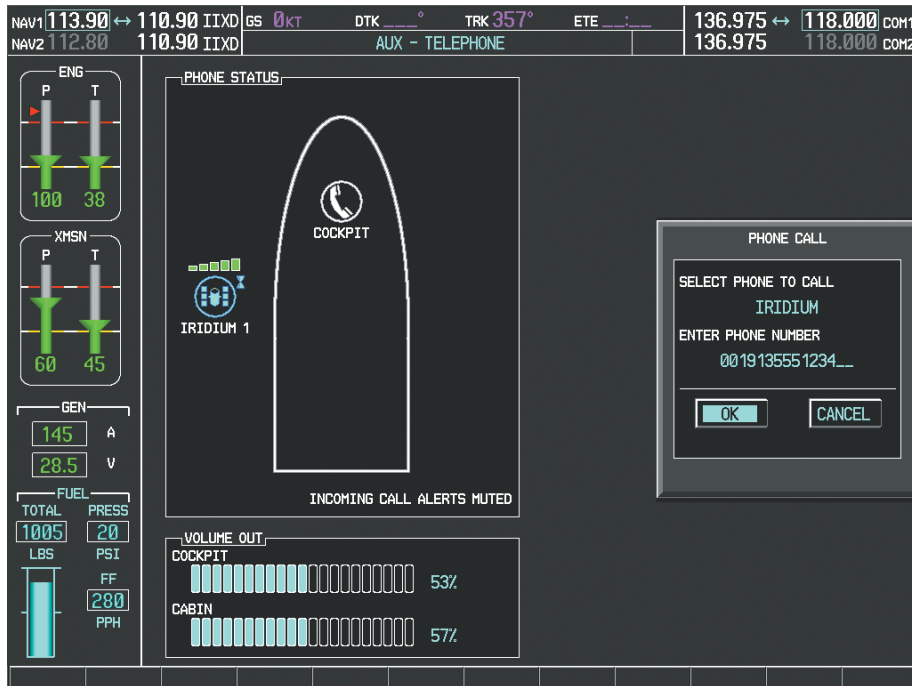 NAV1 113.90 ↔ 110.90 IIXD GS 0KT DTK ___° TRK 357° ETE __:__ 136.975 ↔ 118.000 COM1
NAV2 112.80 110.90 IIXD AUX - TELEPHONE 136.975 118.000 COM2
ENG
P T
100 38
XMSN
P T
60 45
GEN
145 A
28.5 V
FUEL
TOTAL PRESS
1005 20
LBS PSI
FF
280
PPH
PHONE STATUS
COCKPIT
IRIDIUM 1
INCOMING CALL ALERTS MUTED
VOLUME OUT
COCKPIT
53%
CABIN
57%
PHONE CALL
SELECT PHONE TO CALL
IRIDIUM
ENTER PHONE NUMBER
0019135551234__
OK CANCEL